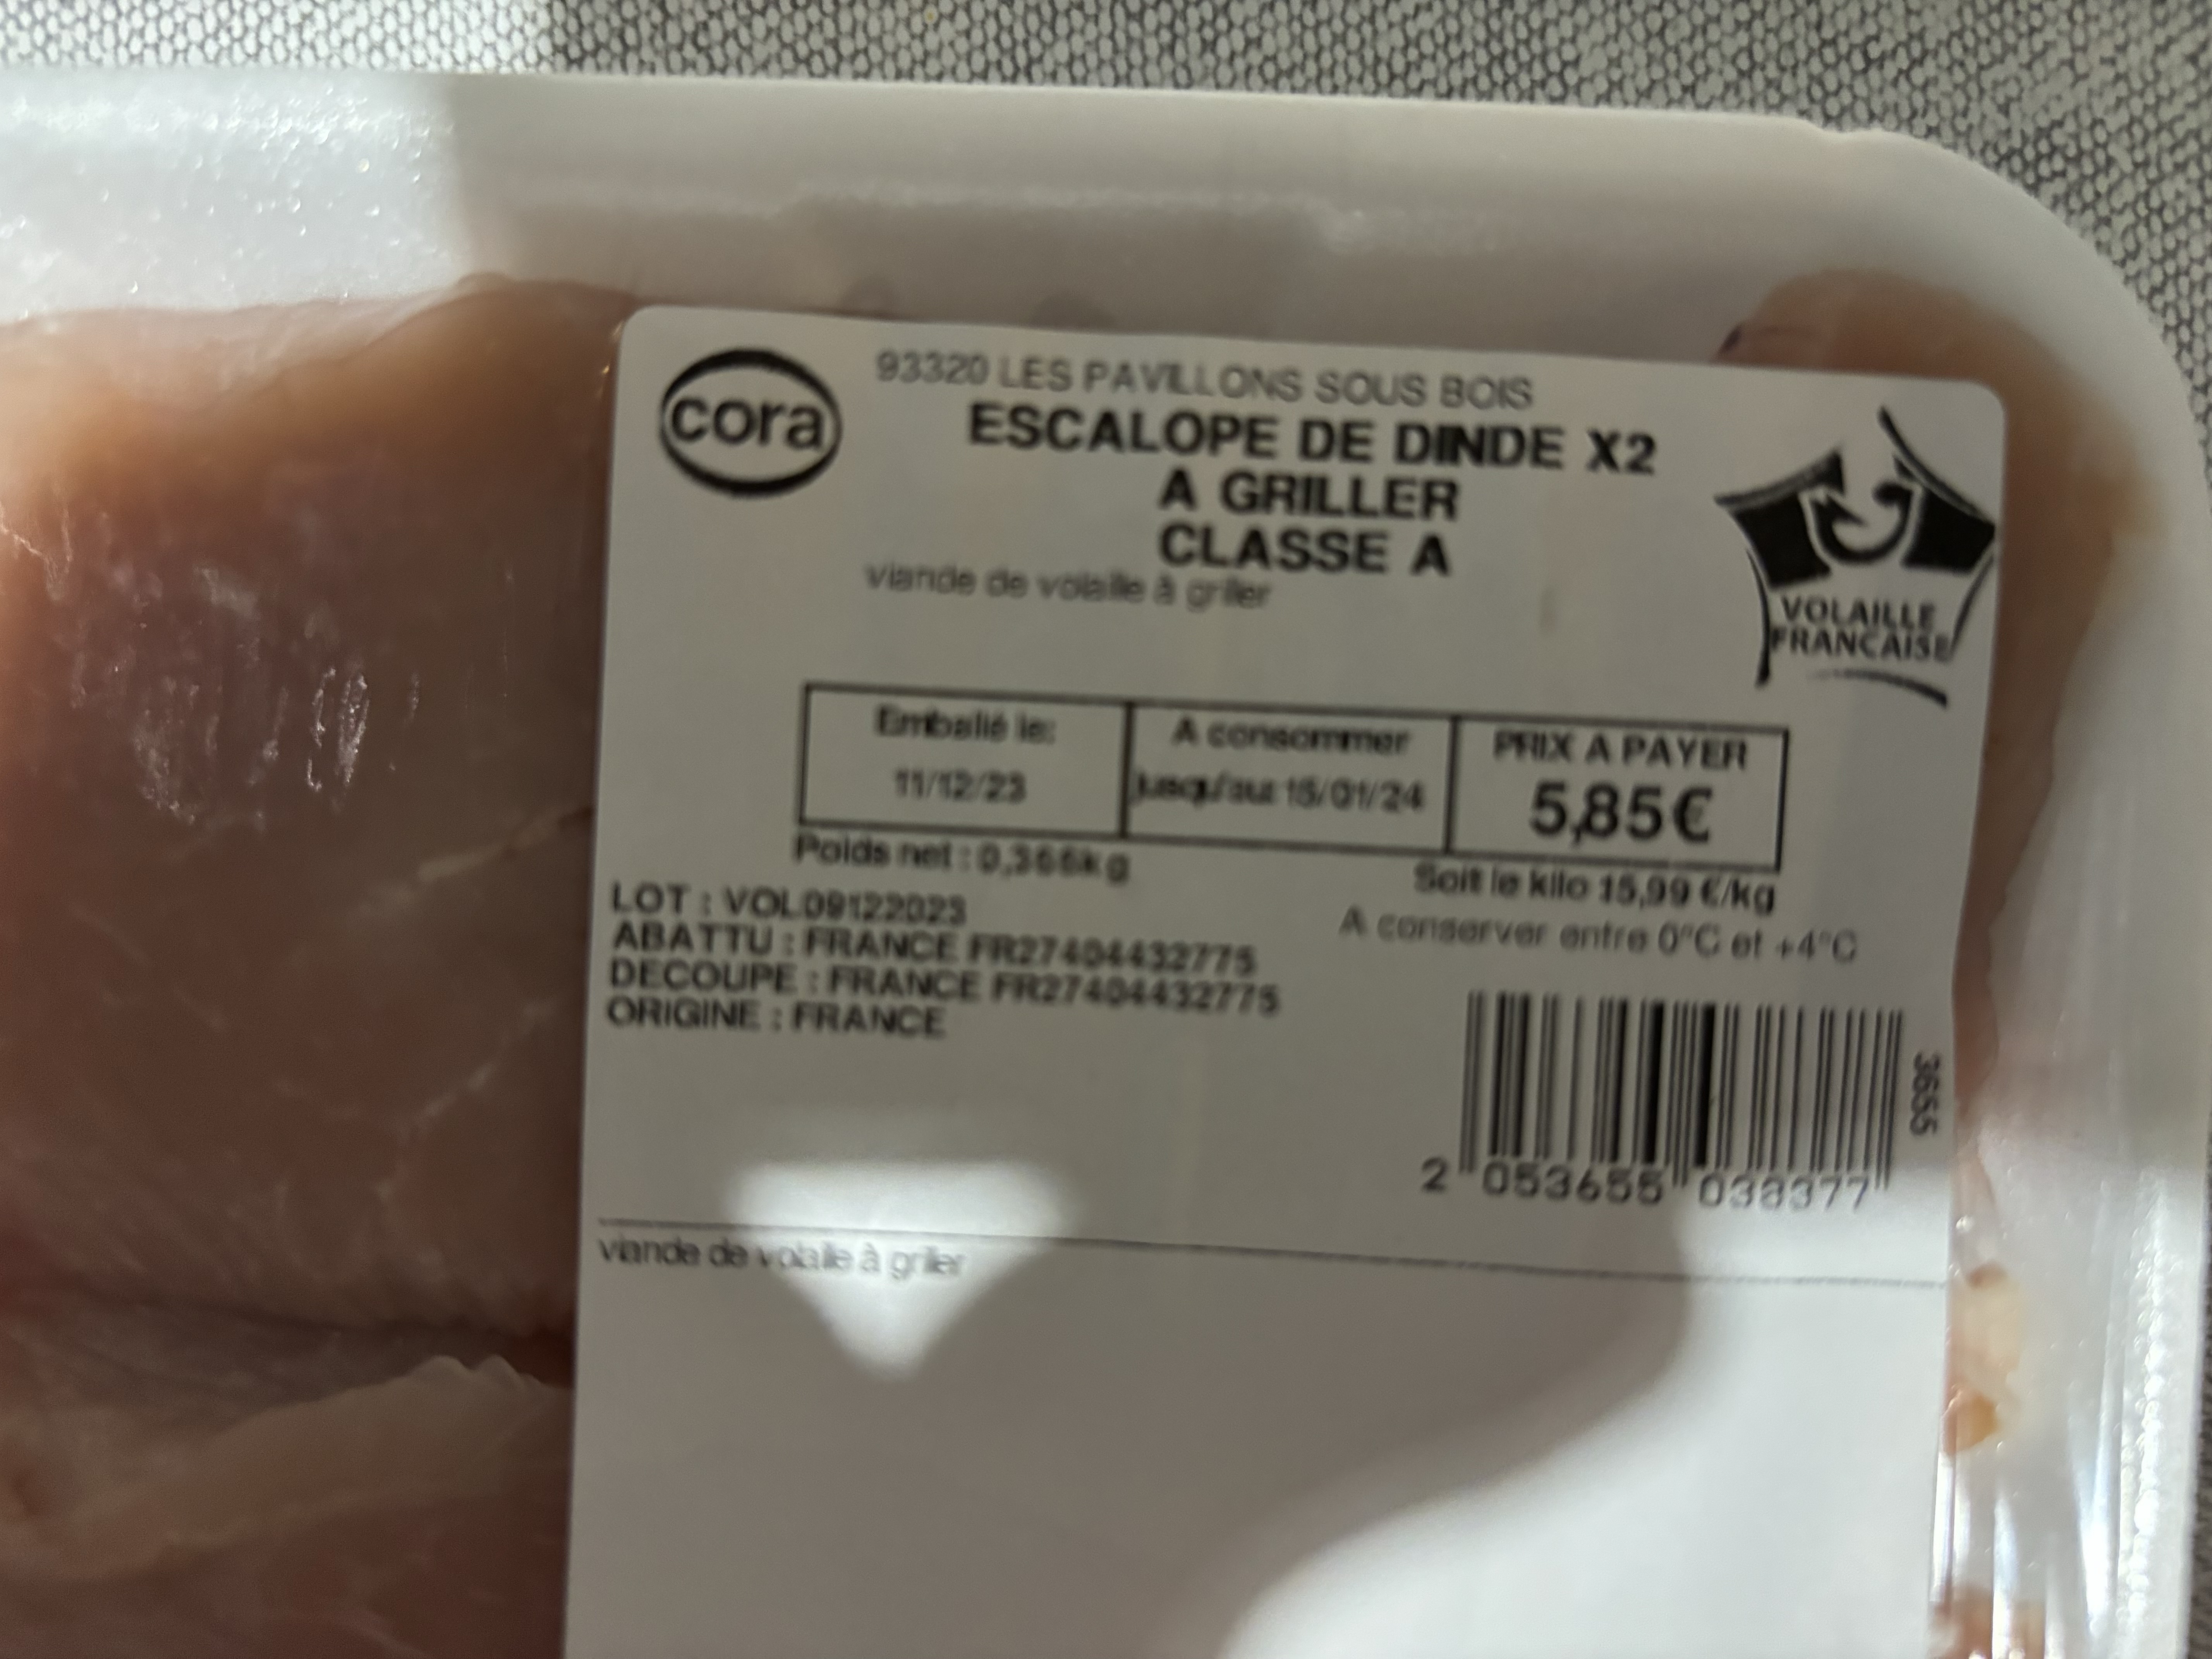 cora
93320 LES PAVILLONS SOUS BOIS
ESCALOPE DE DINDE X2
A GRILLER
CLASSE A
viande de volaille à griller
VOLAILLE
FRANCAISE
Emballé le:
11/12/23
A consommer
jusqu'au: 15/01/24
PRIX A PAYER
5,85€
Poids net : 0,366kg
Soit le kilo 15,99 €/kg
A conserver entre 0°C et +4°C
LOT : VOL09122023
ABATTU : FRANCE FR27404432775
DECOUPE : FRANCE FR27404432775
ORIGINE : FRANCE
3655
2 053655 038377
viande de volaille à griller